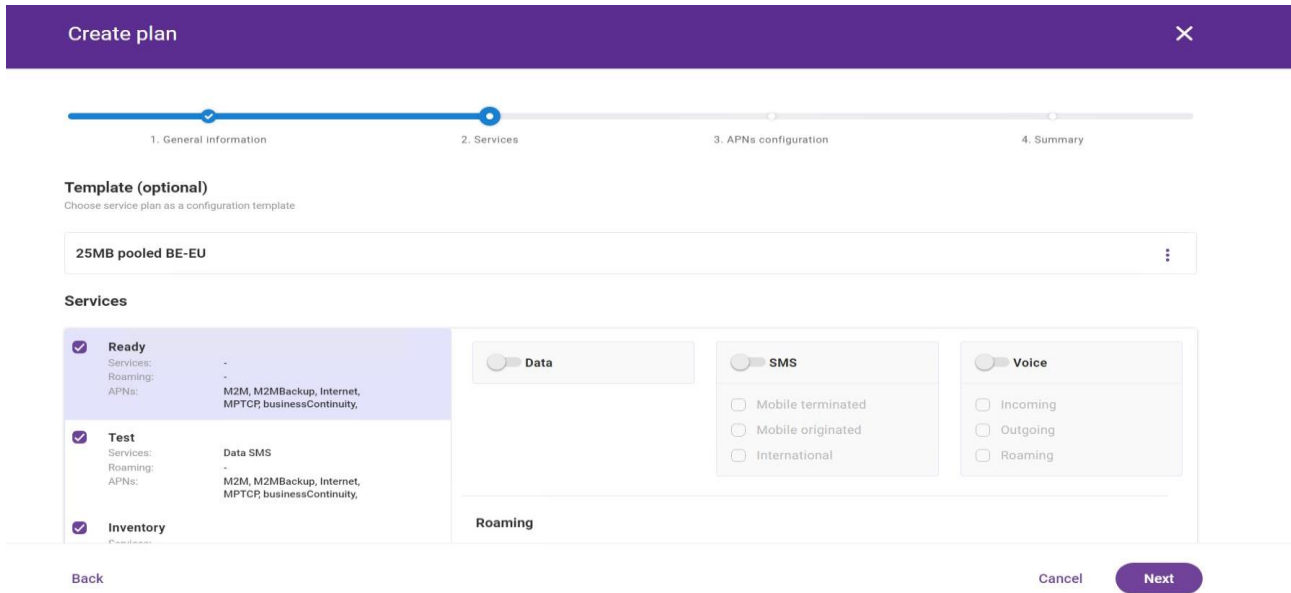 Create plan
1. General information
2. Services
3. APNs configuration
4. Summary
Template (optional)
Choose service plan as a configuration template
25MB pooled BE-EU
Services
Ready
Services: -
Roaming: -
APNs: M2M, M2MBackup, Internet,
MPTCP, businessContinuity,
Test
Services: Data SMS
Roaming: -
APNs: M2M, M2MBackup, Internet,
MPTCP, businessContinuity,
Inventory
Data
SMS
Mobile terminated
Mobile originated
International
Voice
Incoming
Outgoing
Roaming
Roaming
Back
Cancel
Next